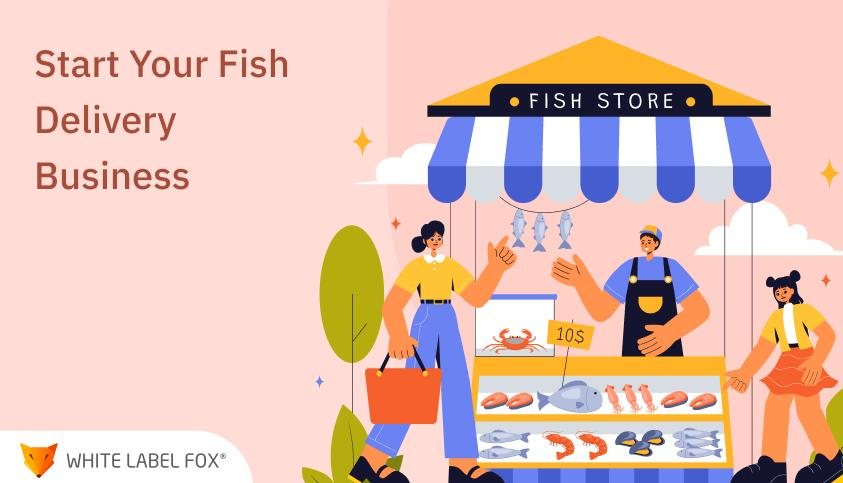 Start Your Fish
Delivery
Business
FISH STORE
10$
WHITE LABEL FOX®